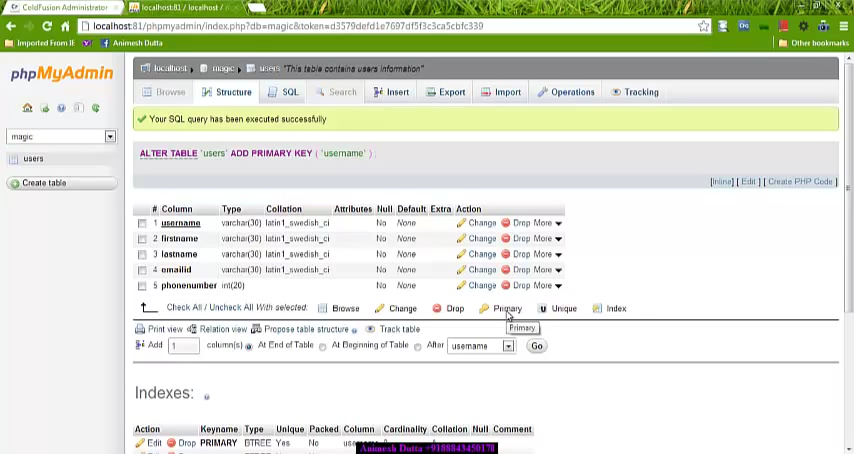 ColdFusion Administrator
localhost:81 / localhost /
localhost:81/phpmyadmin/index.php?db=magic&token=d3579defd1e7697df5f3c3ca5cbfc339
Imported From IE
Animesh Dutta
Other bookmarks
phpMyAdmin
localhost
magic
users "This table contains users information"
Browse Structure SQL Search Insert Export Import Operations Tracking
Your SQL query has been executed successfully
magic
ALTER TABLE `users` ADD PRIMARY KEY ( `username` )
users
[Inline] [ Edit ] [ Create PHP Code ]
Create table
# Column Type Collation Attributes Null Default Extra Action
1 username varchar(30) latin1_swedish_ci No None Change Drop More
2 firstname varchar(30) latin1_swedish_ci No None Change Drop More
3 lastname varchar(30) latin1_swedish_ci No None Change Drop More
4 emailid varchar(30) latin1_swedish_ci No None Change Drop More
5 phonenumber int(20) No None Change Drop More
Check All / Uncheck All With selected: Browse Change Drop Primary Unique Index
Primary
Print view Relation view Propose table structure Track table
Add 1 column(s) At End of Table At Beginning of Table After username Go
Indexes:
Action Keyname Type Unique Packed Column Cardinality Collation Null Comment
Edit Drop PRIMARY BTREE Yes No
Animesh Dutta +9188843450178